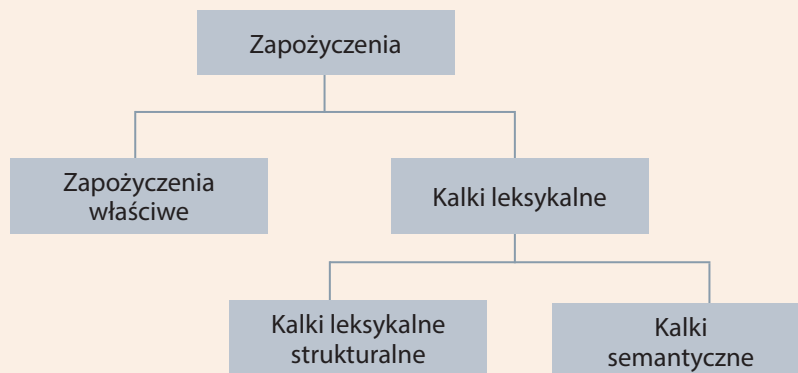 Zapożyczenia
Zapożyczenia
właściwe
Kalki leksykalne
Kalki leksykalne
strukturalne
Kalki
semantyczne